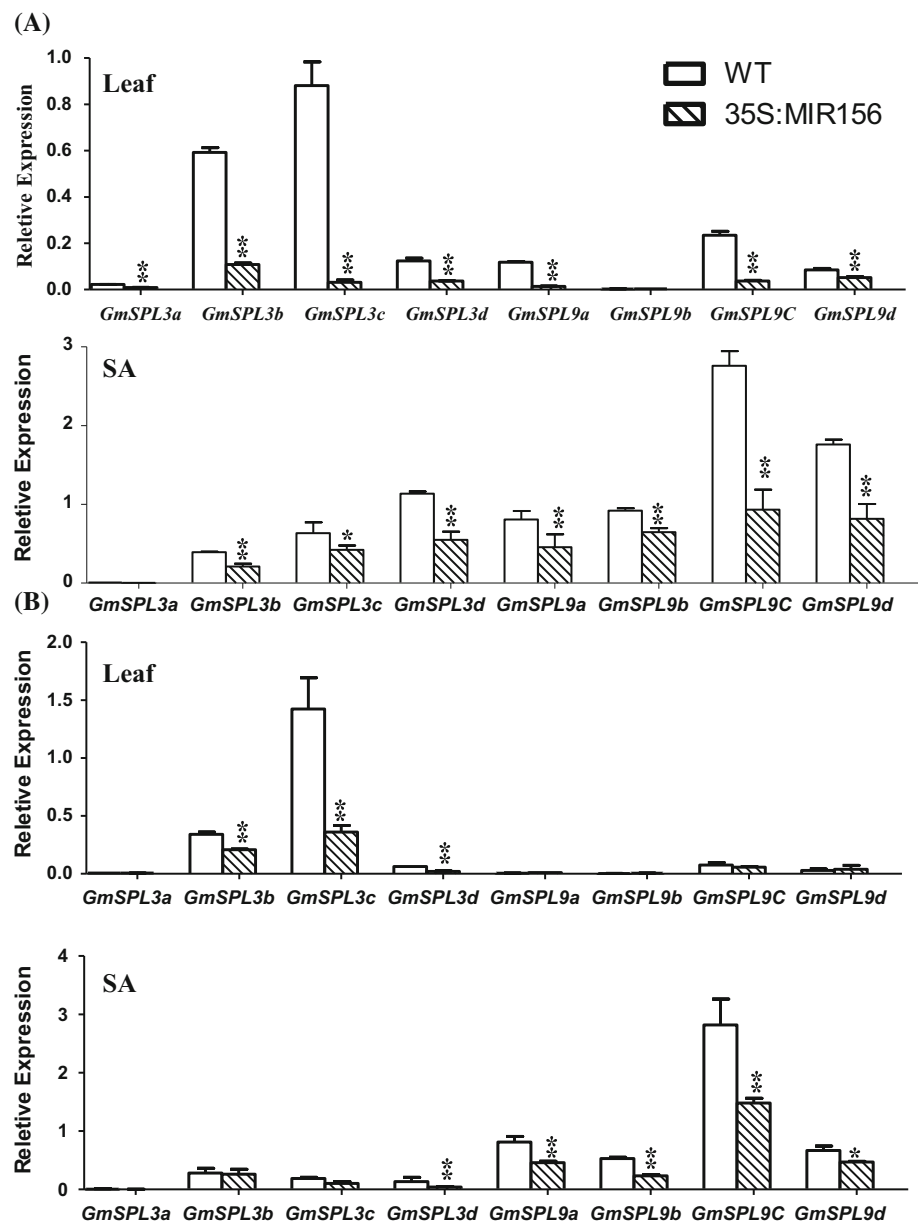 (A)
Leaf
WT
35S:MIR156
Reletive Expression
1.0
0.8
0.6
0.4
0.2
0.0
** ** ** ** ** ** **
GmSPL3a GmSPL3b GmSPL3c GmSPL3d GmSPL9a GmSPL9b GmSPL9C GmSPL9d
SA
Relative Expression
3
2
1
0
** * ** ** ** ** **
GmSPL3a GmSPL3b GmSPL3c GmSPL3d GmSPL9a GmSPL9b GmSPL9C GmSPL9d
(B)
Leaf
Relative Expression
2.0
1.5
1.0
0.5
0.0
** ** **
GmSPL3a GmSPL3b GmSPL3c GmSPL3d GmSPL9a GmSPL9b GmSPL9C GmSPL9d
SA
Relative Expression
4
3
2
1
0
** ** ** ** *
GmSPL3a GmSPL3b GmSPL3c GmSPL3d GmSPL9a GmSPL9b GmSPL9C GmSPL9d